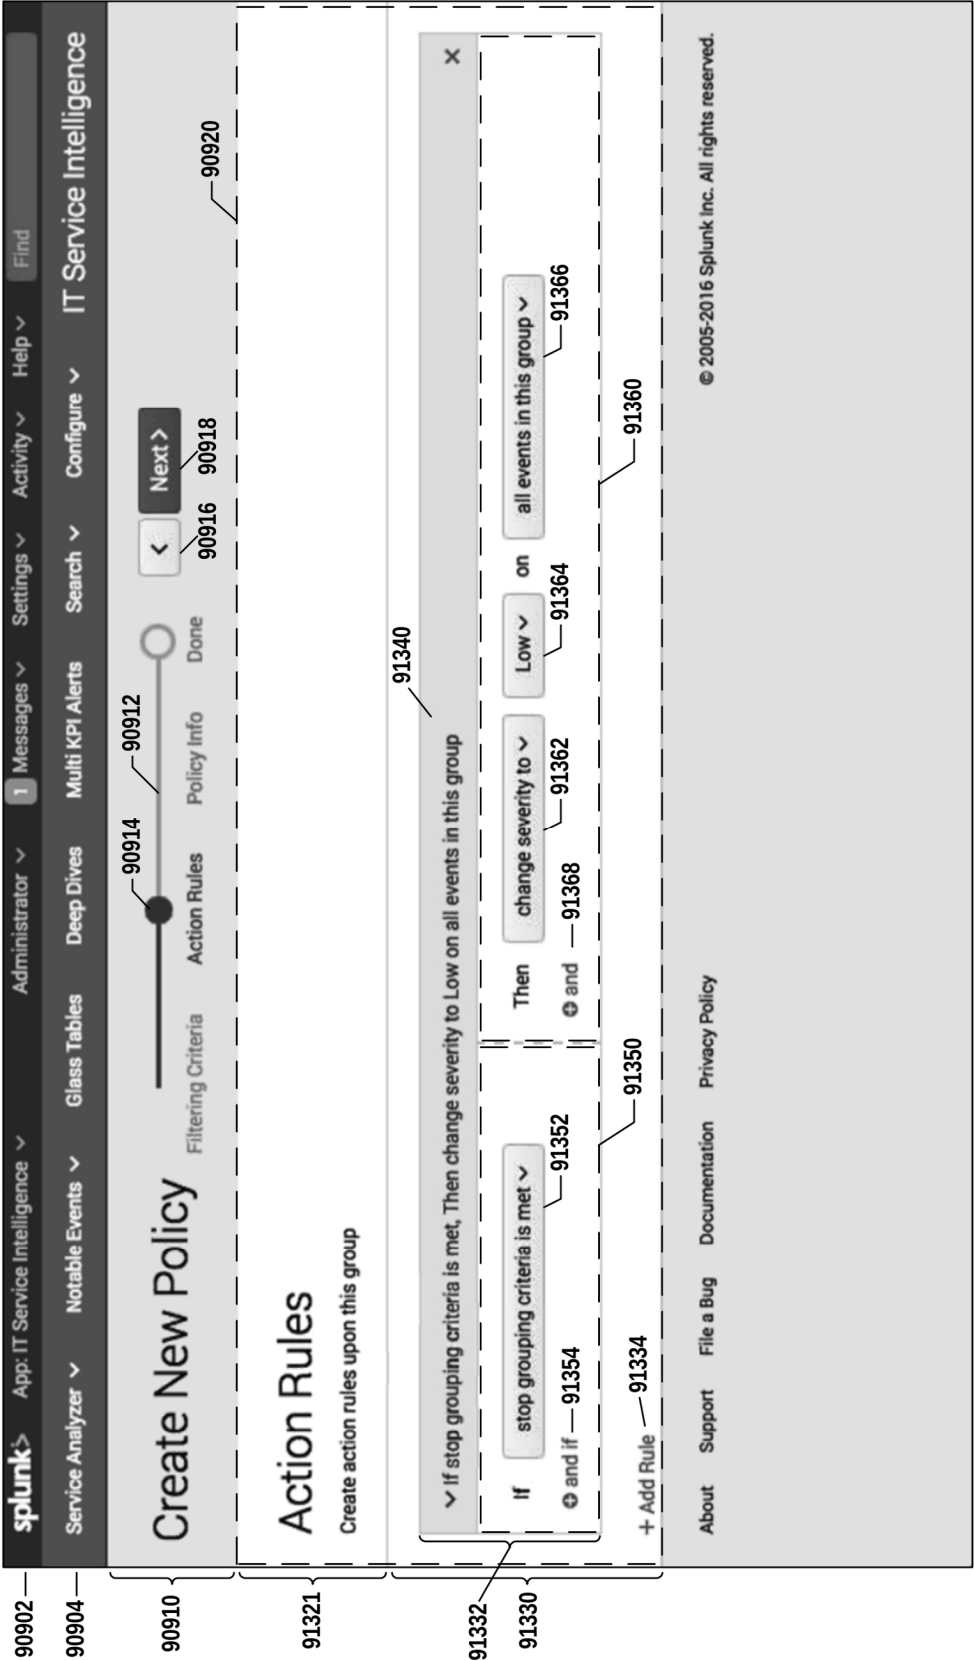 90902
splunk> App: IT Service Intelligence Administrator 1 Messages Settings Activity Help Find
90904
Service Analyzer Notable Events Glass Tables Deep Dives Multi KPI Alerts Search Configure IT Service Intelligence
90910
Create New Policy
90914
90912
< Next >
Filtering Criteria Action Rules Policy Info Done
90916
90918
90920
91321
Action Rules
Create action rules upon this group
91340
91332
If stop grouping criteria is met, Then change severity to Low on all events in this group ×
91330
If stop grouping criteria is met Then change severity to Low on all events in this group
and if 91354 91352 and 91368 91362 91364 91366
+ Add Rule 91334 91350 91360
About Support File a Bug Documentation Privacy Policy © 2005-2016 Splunk Inc. All rights reserved.